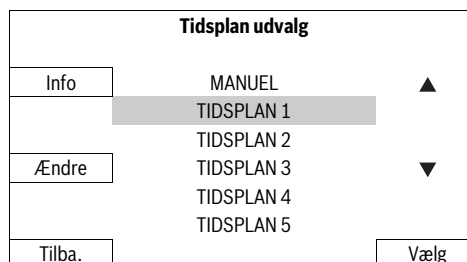 Tidsplan udvalg
Info MANUEL ▲
TIDSPLAN 1
TIDSPLAN 2
Ændre TIDSPLAN 3 ▼
TIDSPLAN 4
TIDSPLAN 5
Tilba. Vælg